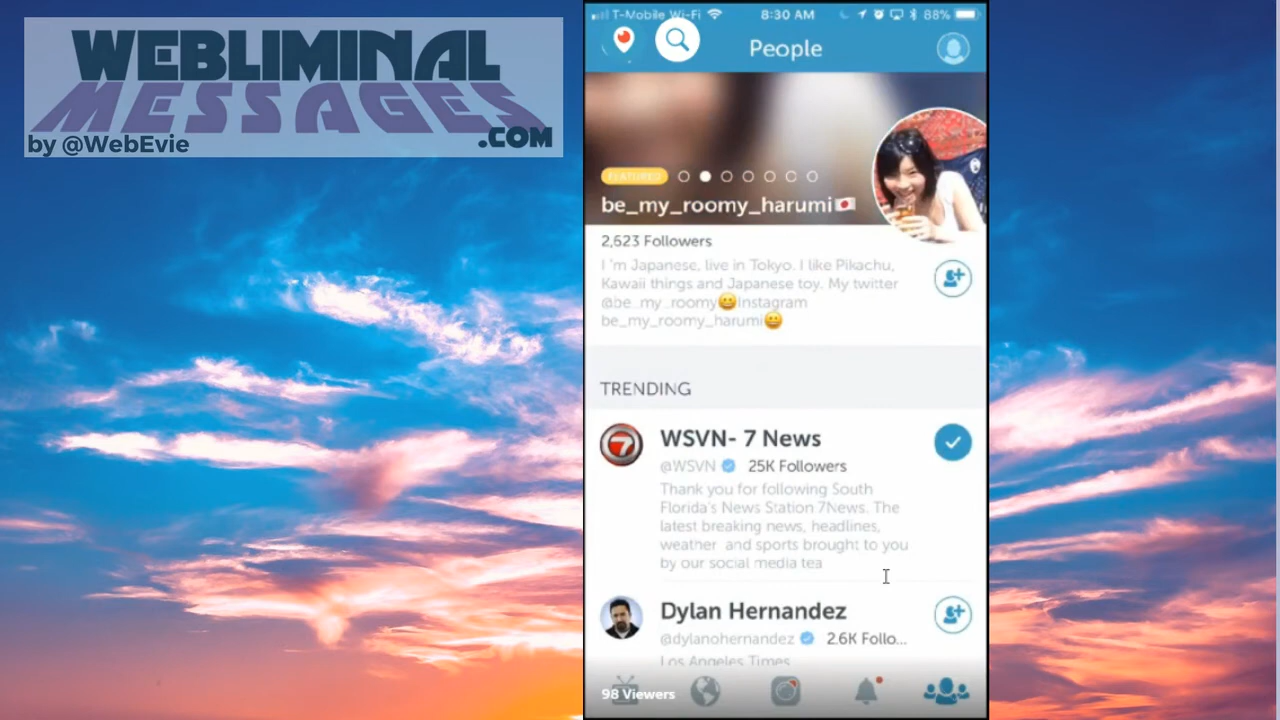 WEBLIMINAL
MESSAGES
.COM
by @WebEvie
T-Mobile Wi-Fi 8:30 AM 88%
People
FEATURED
be_my_roomy_harumi🇯🇵
2,623 Followers
I 'm Japanese, live in Tokyo. I like Pikachu,
Kawaii things and Japanese toy. My twitter
@be_my_roomy😀Instagram
be_my_roomy_harumi😀
TRENDING
7
WSVN- 7 News
@WSVN 25K Followers
Thank you for following South
Florida's News Station 7News. The
latest breaking news, headlines,
weather and sports brought to you
by our social media tea
Dylan Hernandez
@dylanohernandez 2.6K Follo...
Los Angeles Times
98 Viewers